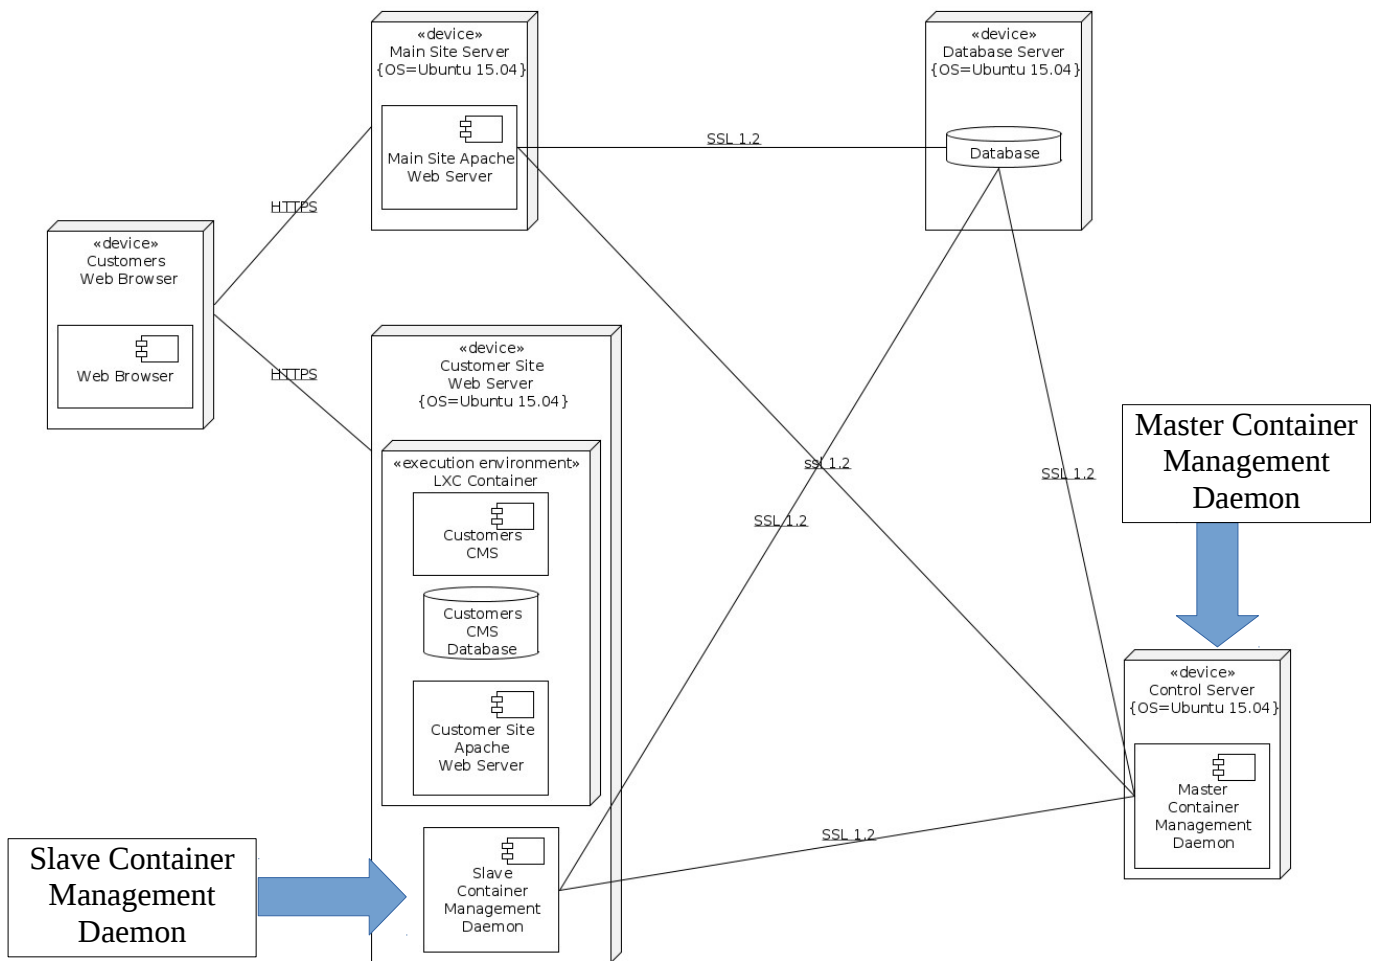 «device»
Main Site Server
{OS=Ubuntu 15.04}
Main Site Apache
Web Server
«device»
Database Server
{OS=Ubuntu 15.04}
Database
SSL 1.2
HTTPS
«device»
Customers
Web Browser
Web Browser
HTTPS
«device»
Customer Site
Web Server
{OS=Ubuntu 15.04}
«execution environment»
LXC Container
Customers
CMS
Customers
CMS
Database
Customer Site
Apache
Web Server
Slave
Container
Management
Daemon
ssl 1.2
SSL 1.2
SSL 1.2
SSL 1.2
Master Container
Management
Daemon
«device»
Control Server
{OS=Ubuntu 15.04}
Master
Container
Management
Daemon
Slave Container
Management
Daemon